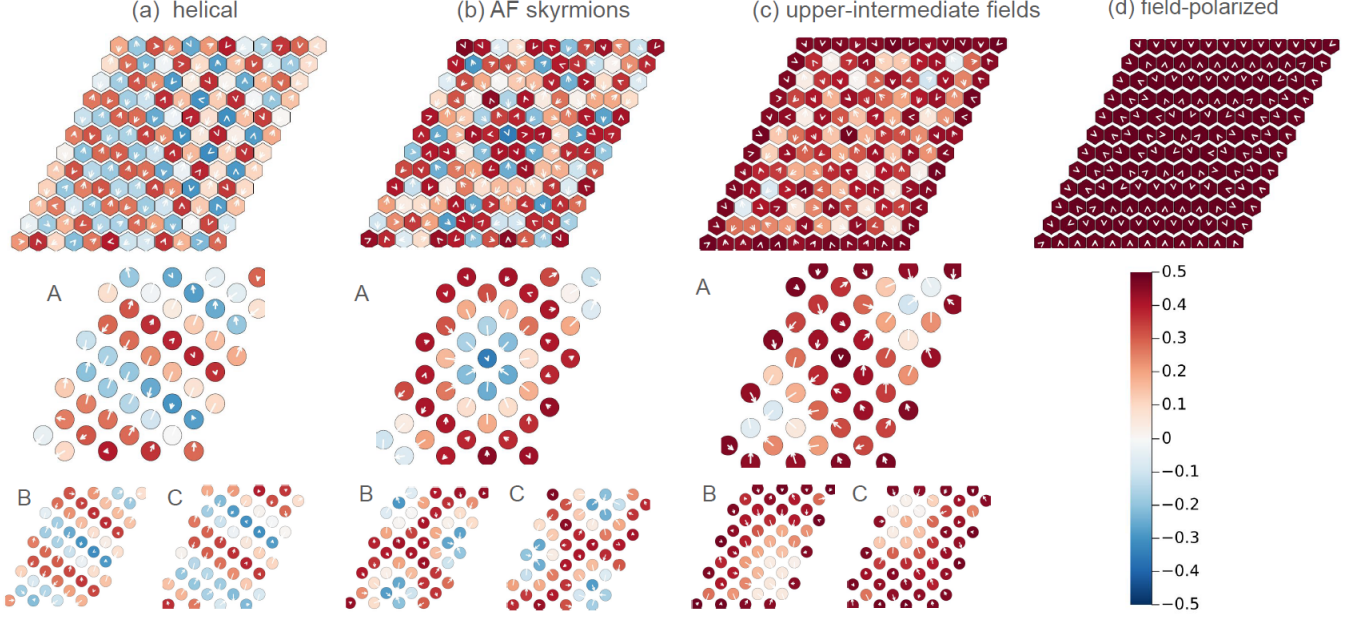 (a) helical
(b) AF skyrmions
(c) upper-intermediate fields
(d) field-polarized
A
A
A
0.5
0.4
0.3
0.2
0.1
0
−0.1
−0.2
−0.3
−0.4
−0.5
B
C
B
C
B
C